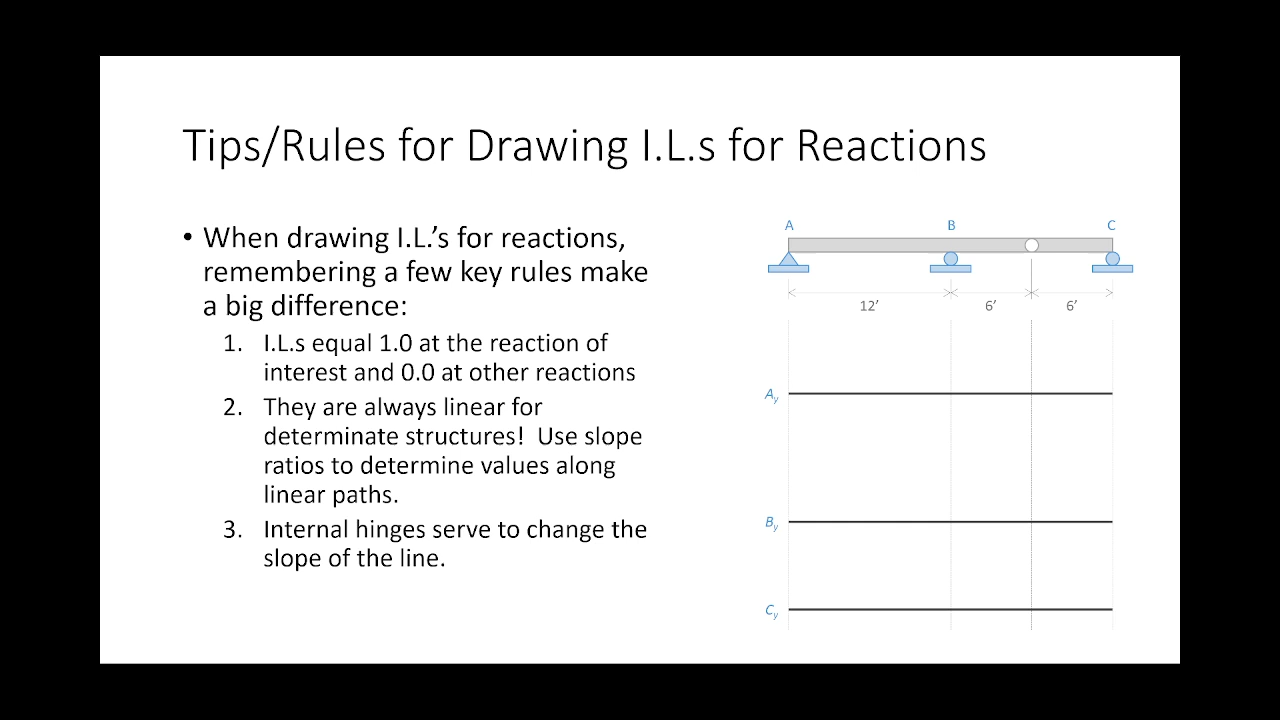 Tips/Rules for Drawing I.L.s for Reactions
• When drawing I.L.’s for reactions,
remembering a few key rules make
a big difference:
1. I.L.s equal 1.0 at the reaction of
interest and 0.0 at other reactions
2. They are always linear for
determinate structures!  Use slope
ratios to determine values along
linear paths.
3. Internal hinges serve to change the
slope of the line.
A B C
12’ 6’ 6’
Ay
By
Cy